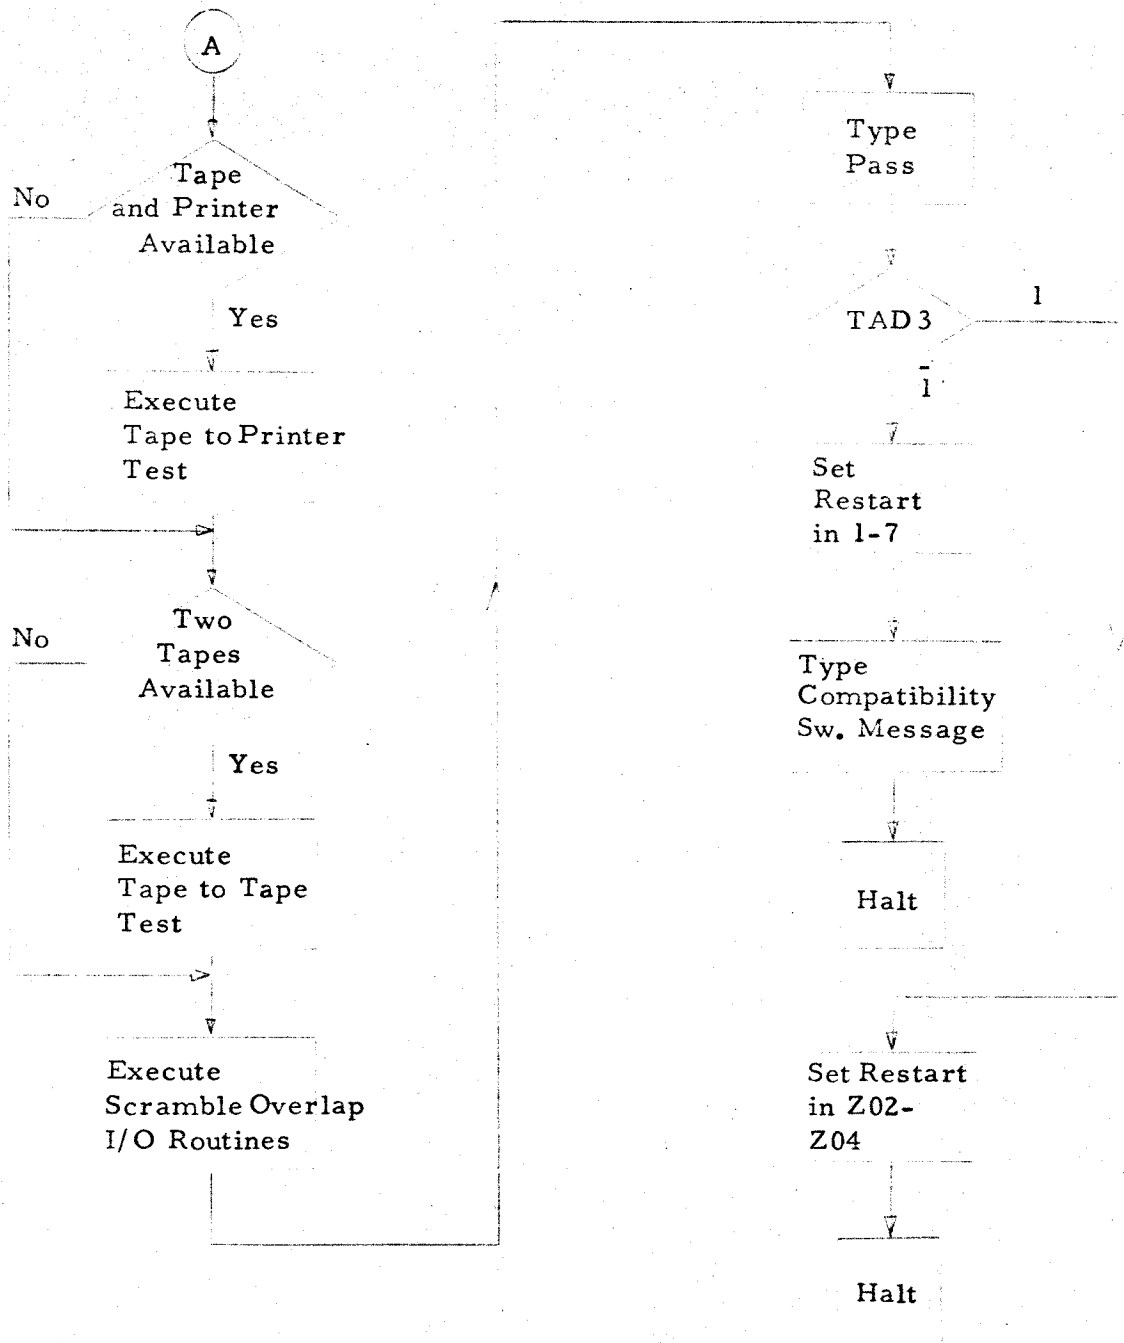 A
Tape
and Printer
Available
No
Yes
Execute
Tape to Printer
Test
Two
Tapes
Available
No
Yes
Execute
Tape to Tape
Test
Execute
Scramble Overlap
I/O Routines
Type
Pass
TAD 3
1
1̅
Set
Restart
in 1-7
Type
Compatibility
Sw. Message
Halt
Set Restart
in Z02-
Z04
Halt